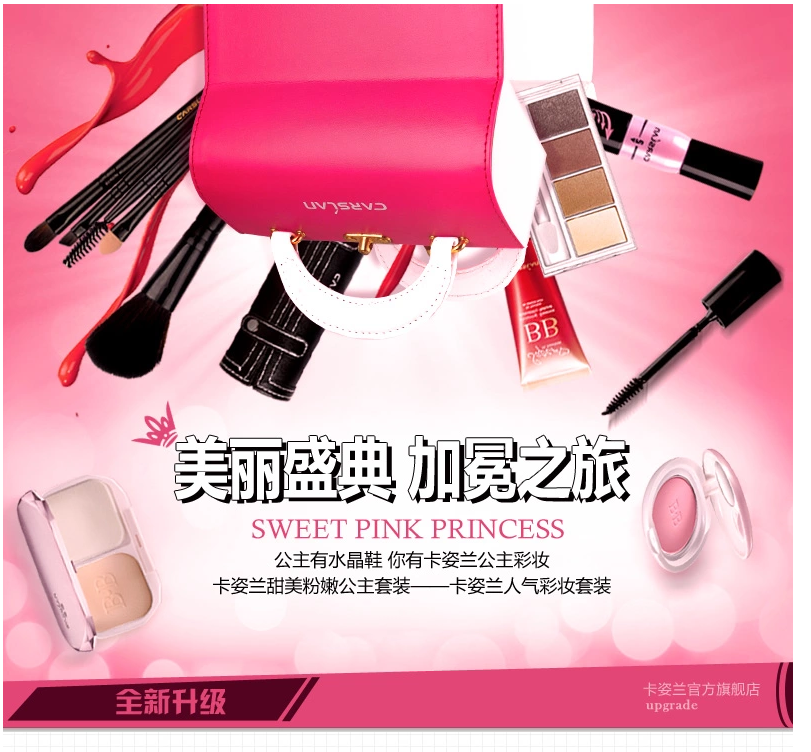 CARSLAN
CARSLAN
BB
美丽盛典 加冕之旅
SWEET PINK PRINCESS
公主有水晶鞋 你有卡姿兰公主彩妆
卡姿兰甜美粉嫩公主套装——卡姿兰人气彩妆套装
全新升级
卡姿兰官方旗舰店
upgrade